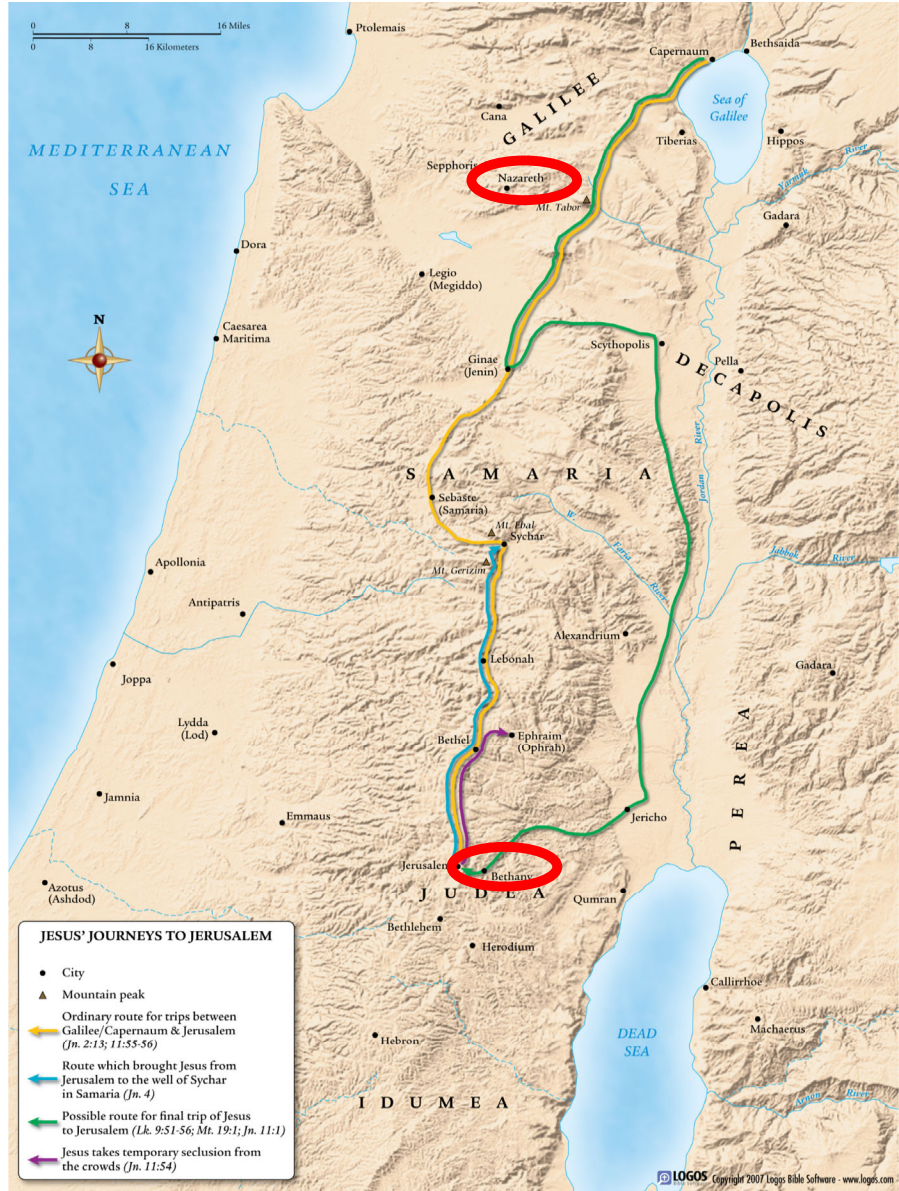 0 8 16 Miles
0 8 16 Kilometers
Ptolemais
Capernaum
Bethsaida
GALILEE
Sea of
Galilee
Cana
Tiberias
Hippos
MEDITERRANEAN
SEA
Sepphoris
Nazareth
Mt. Tabor
Yarmuk River
Gadara
Dora
Legio
(Megiddo)
N
Caesarea
Maritima
Scythopolis
Ginae
(Jenin)
Pella
DECAPOLIS
Jordan River
SAMARIA
Sebaste
(Samaria)
Mt. Ebal
Sychar
W. Faria River
Mt. Gerizim
Jabbok River
Apollonia
Antipatris
Alexandrium
Lebonah
Joppa
Gadara
Lydda
(Lod)
Ephraim
(Ophrah)
Bethel
PEREA
Jamnia
Emmaus
Jericho
Jerusalem
Bethany
JUDEA
Azotus
(Ashdod)
Qumran
Bethlehem
Herodium
Callirrhoe
Machaerus
DEAD
SEA
Hebron
Arnon River
IDUMEA
JESUS' JOURNEYS TO JERUSALEM
City
Mountain peak
Ordinary route for trips between
Galilee/Capernaum & Jerusalem
(Jn. 2:13; 11:55-56)
Route which brought Jesus from
Jerusalem to the well of Sychar
in Samaria (Jn. 4)
Possible route for final trip of Jesus
to Jerusalem (Lk. 9:51-56; Mt. 19:1; Jn. 11:1)
Jesus takes temporary seclusion from
the crowds (Jn. 11:54)
LOGOS Copyright 2007 Logos Bible Software - www.logos.com